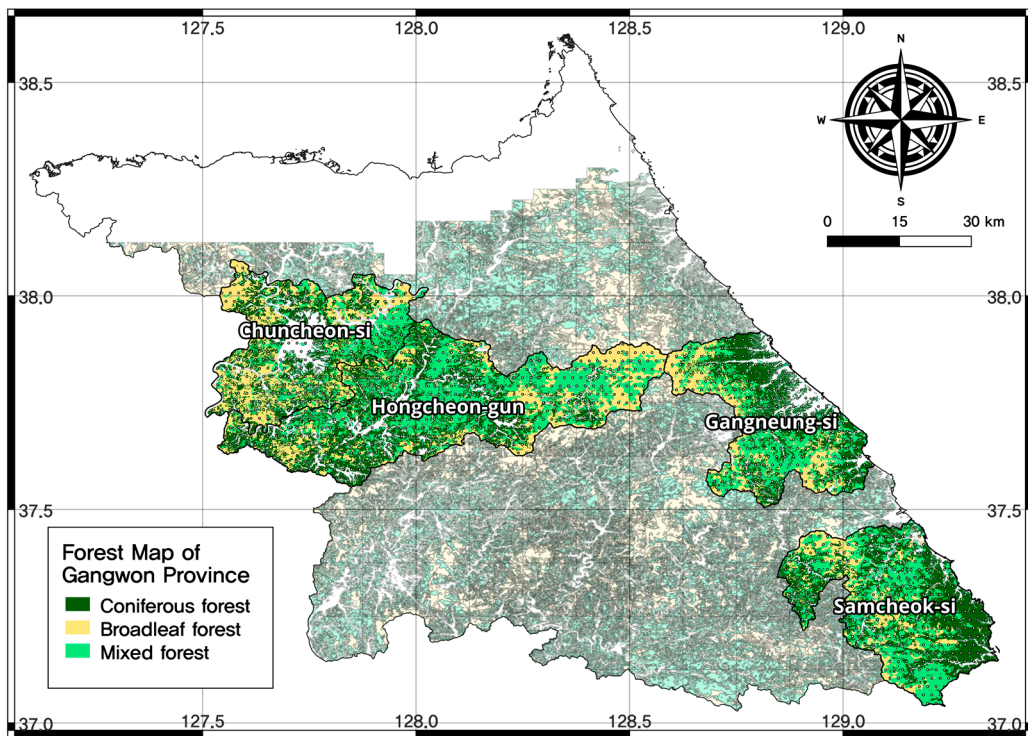 127.5 128.0 128.5 129.0
N
W E
S
38.5 38.5
0 15 30 km
38.0 38.0
Chuncheon-si
Hongcheon-gun
Gangneung-si
37.5 37.5
Forest Map of
Gangwon Province
Coniferous forest
Broadleaf forest
Mixed forest
Samcheok-si
37.0 37.0
127.5 128.0 128.5 129.0